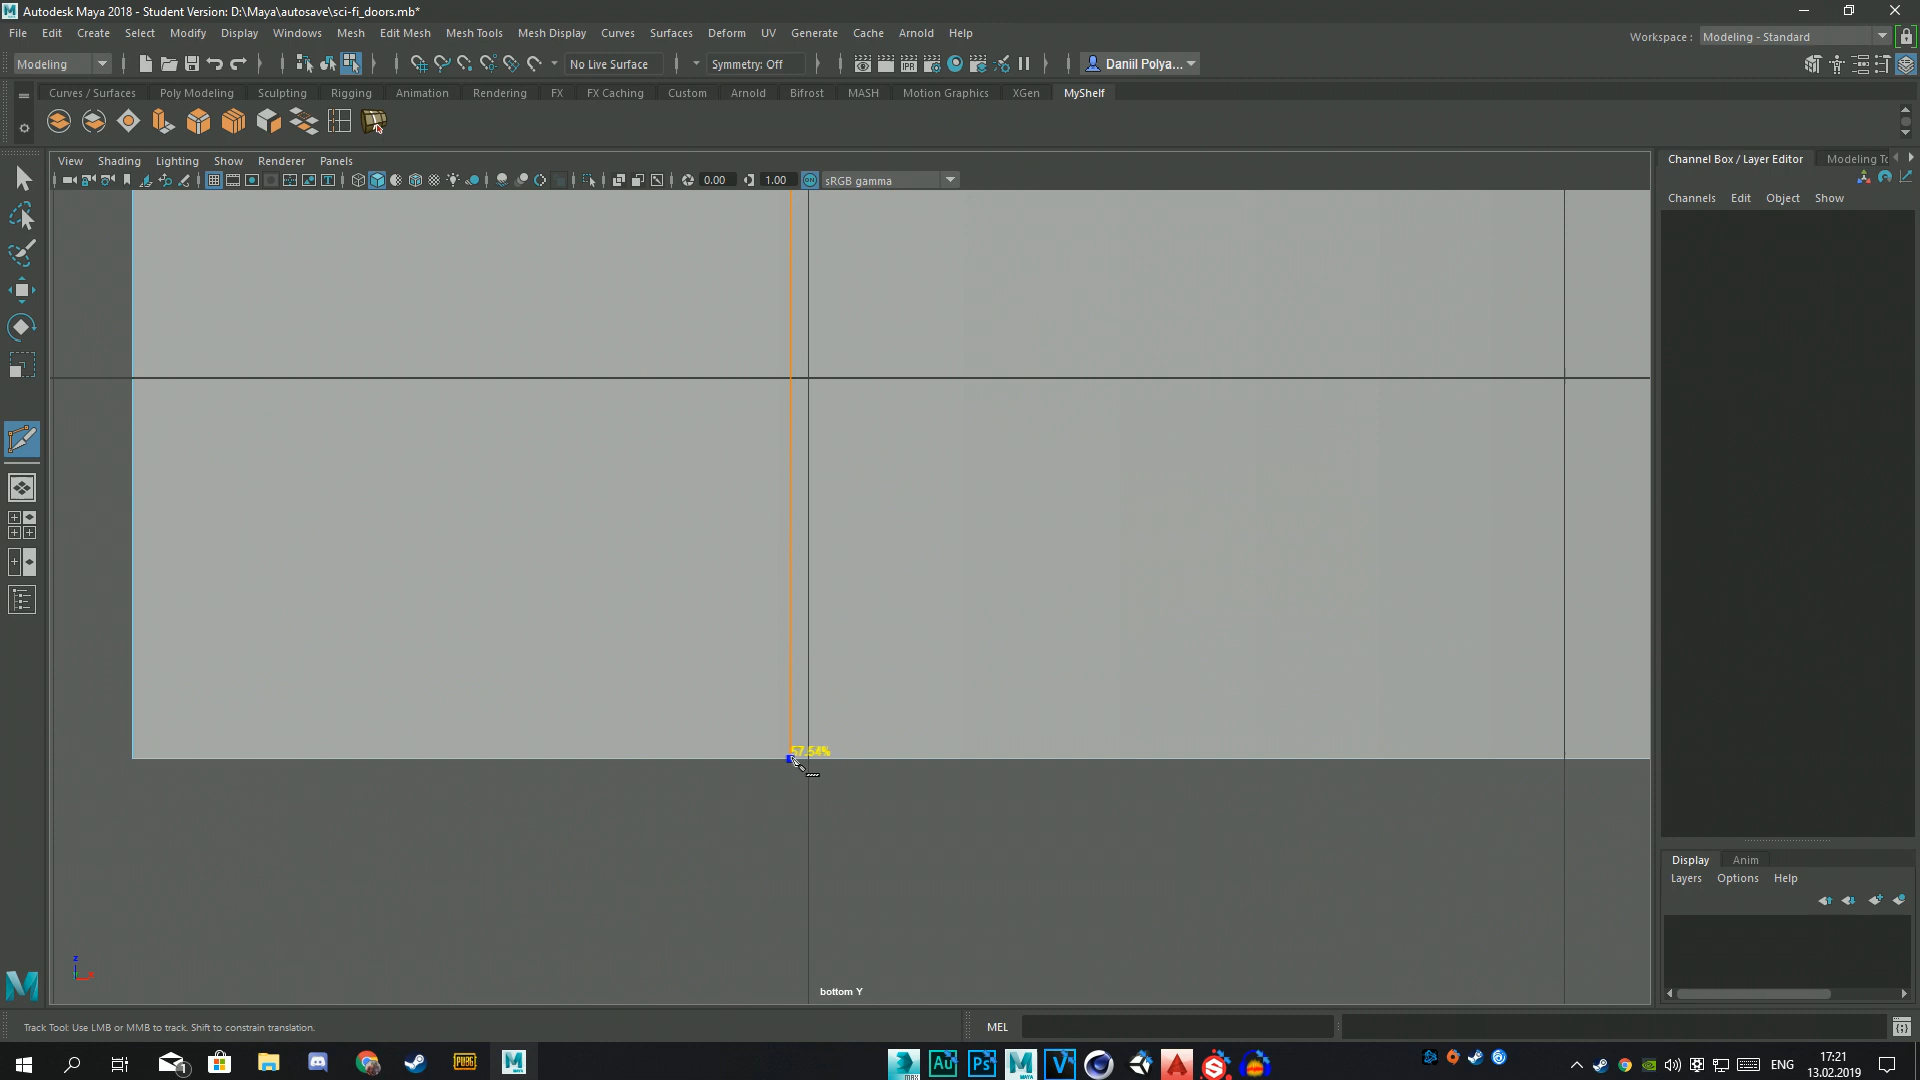 Autodesk Maya 2018 - Student Version: D:\Maya\autosave\sci-fi_doors.mb*
File Edit Create Select Modify Display Windows Mesh Edit Mesh Mesh Tools Mesh Display Curves Surfaces Deform UV Generate Cache Arnold Help
Workspace : Modeling - Standard
Modeling No Live Surface Symmetry: Off Daniil Polya...
Curves / Surfaces Poly Modeling Sculpting Rigging Animation Rendering FX FX Caching Custom Arnold Bifrost MASH Motion Graphics XGen MyShelf
View Shading Lighting Show Renderer Panels
0.00 1.00 sRGB gamma
Channel Box / Layer Editor Modeling To
Channels Edit Object Show
57.54%
bottom Y
Display Anim
Layers Options Help
Track Tool: Use LMB or MMB to track. Shift to constrain translation.
MEL
ENG
17:21
13.02.2019